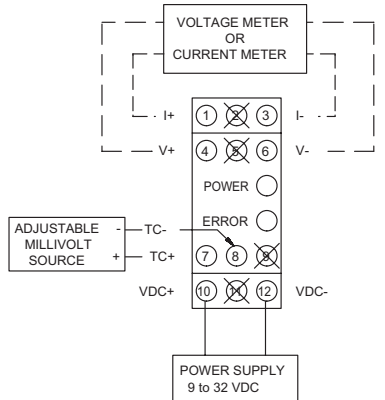 VOLTAGE METER
OR
CURRENT METER
I+ 1 2 3 I-
V+ 4 5 6 V-
POWER
ERROR
ADJUSTABLE - TC-
MILLIVOLT
SOURCE + TC+ 7 8 9
VDC+ 10 11 12 VDC-
POWER SUPPLY
9 to 32 VDC